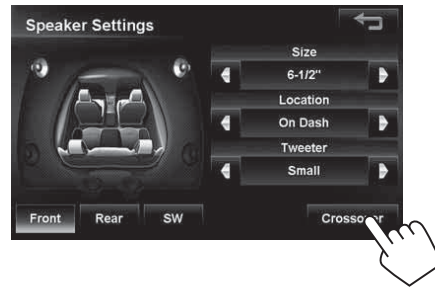 Speaker Settings
Size
6-1/2"
Location
On Dash
Tweeter
Small
Front Rear SW Crossover